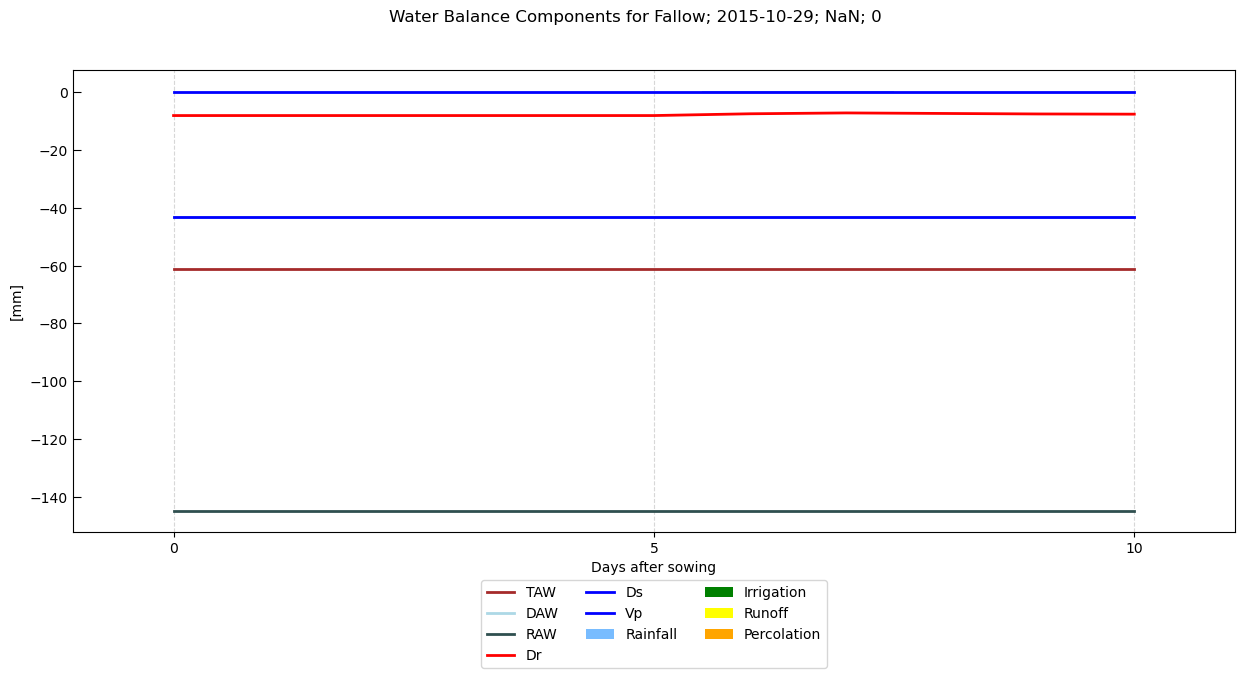 Water Balance Components for Fallow; 2015-10-29; NaN; 0
0
−20
−40
−60
−80
−100
−120
−140
[mm]
0 5 10
Days after sowing
TAW
DAW
RAW
Dr
Ds
Vp
Rainfall
Irrigation
Runoff
Percolation